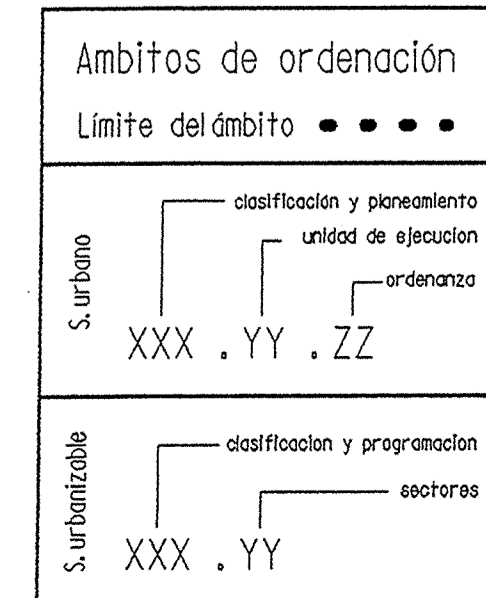 Ambitos de ordenación
Límite del ámbito
S. urbano
clasificación y planeamiento
unidad de ejecucion
ordenanza
XXX . YY . ZZ
S. urbanizable
clasificacion y programacion
sectores
XXX . YY